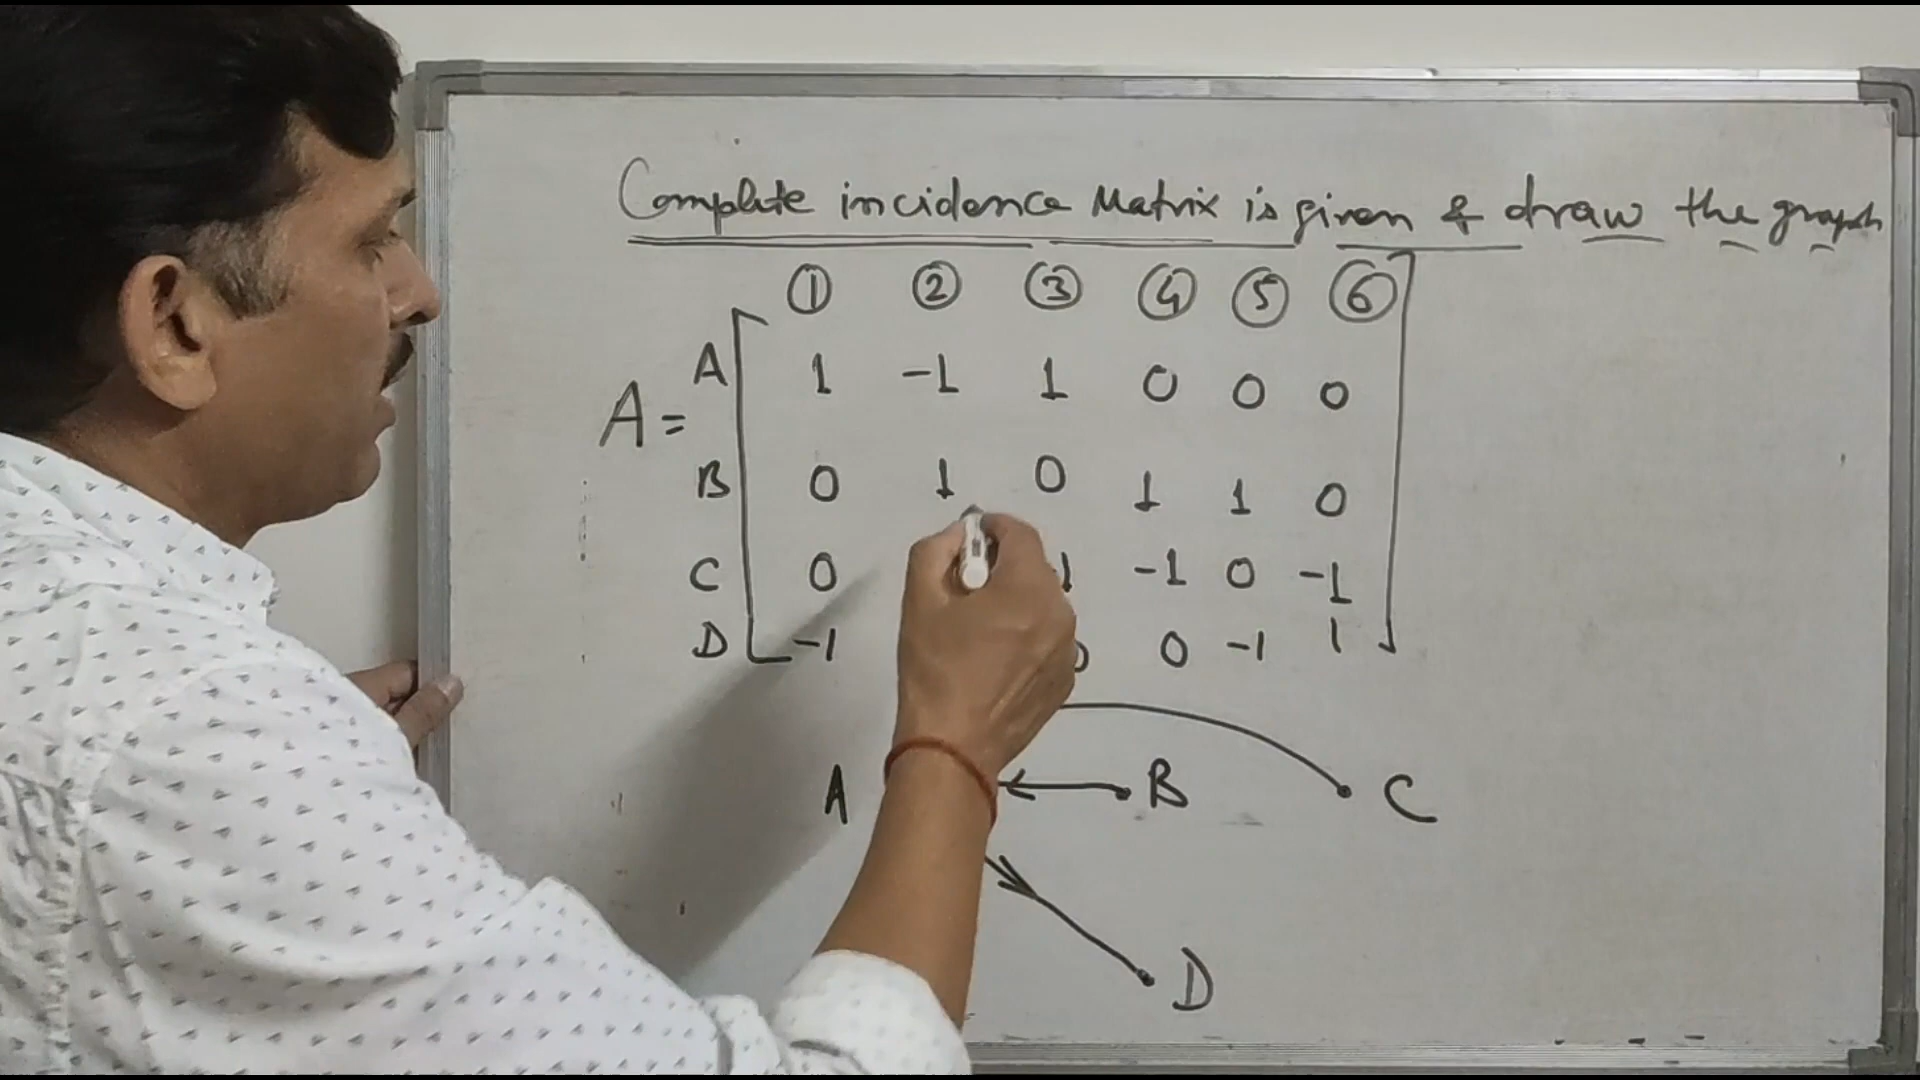 Complete incidence Matrix is given & draw the graph
① ② ③ ④ ⑤ ⑥
A 1 -1 1 0 0 0
A =
B 0 1 0 1 1 0
C 0 -1 0 -1
D -1 0 -1 1
A B C
D